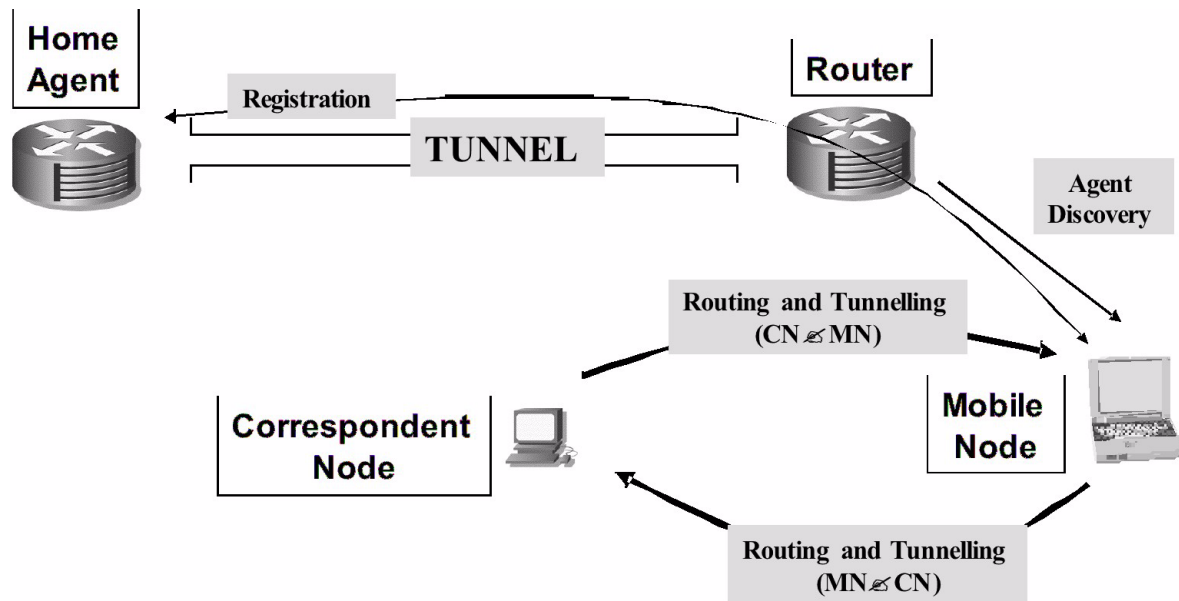 Home
Agent
Router
Registration
TUNNEL
Agent
Discovery
Routing and Tunnelling
(CN✍MN)
Correspondent
Node
Mobile
Node
Routing and Tunnelling
(MN✍CN)